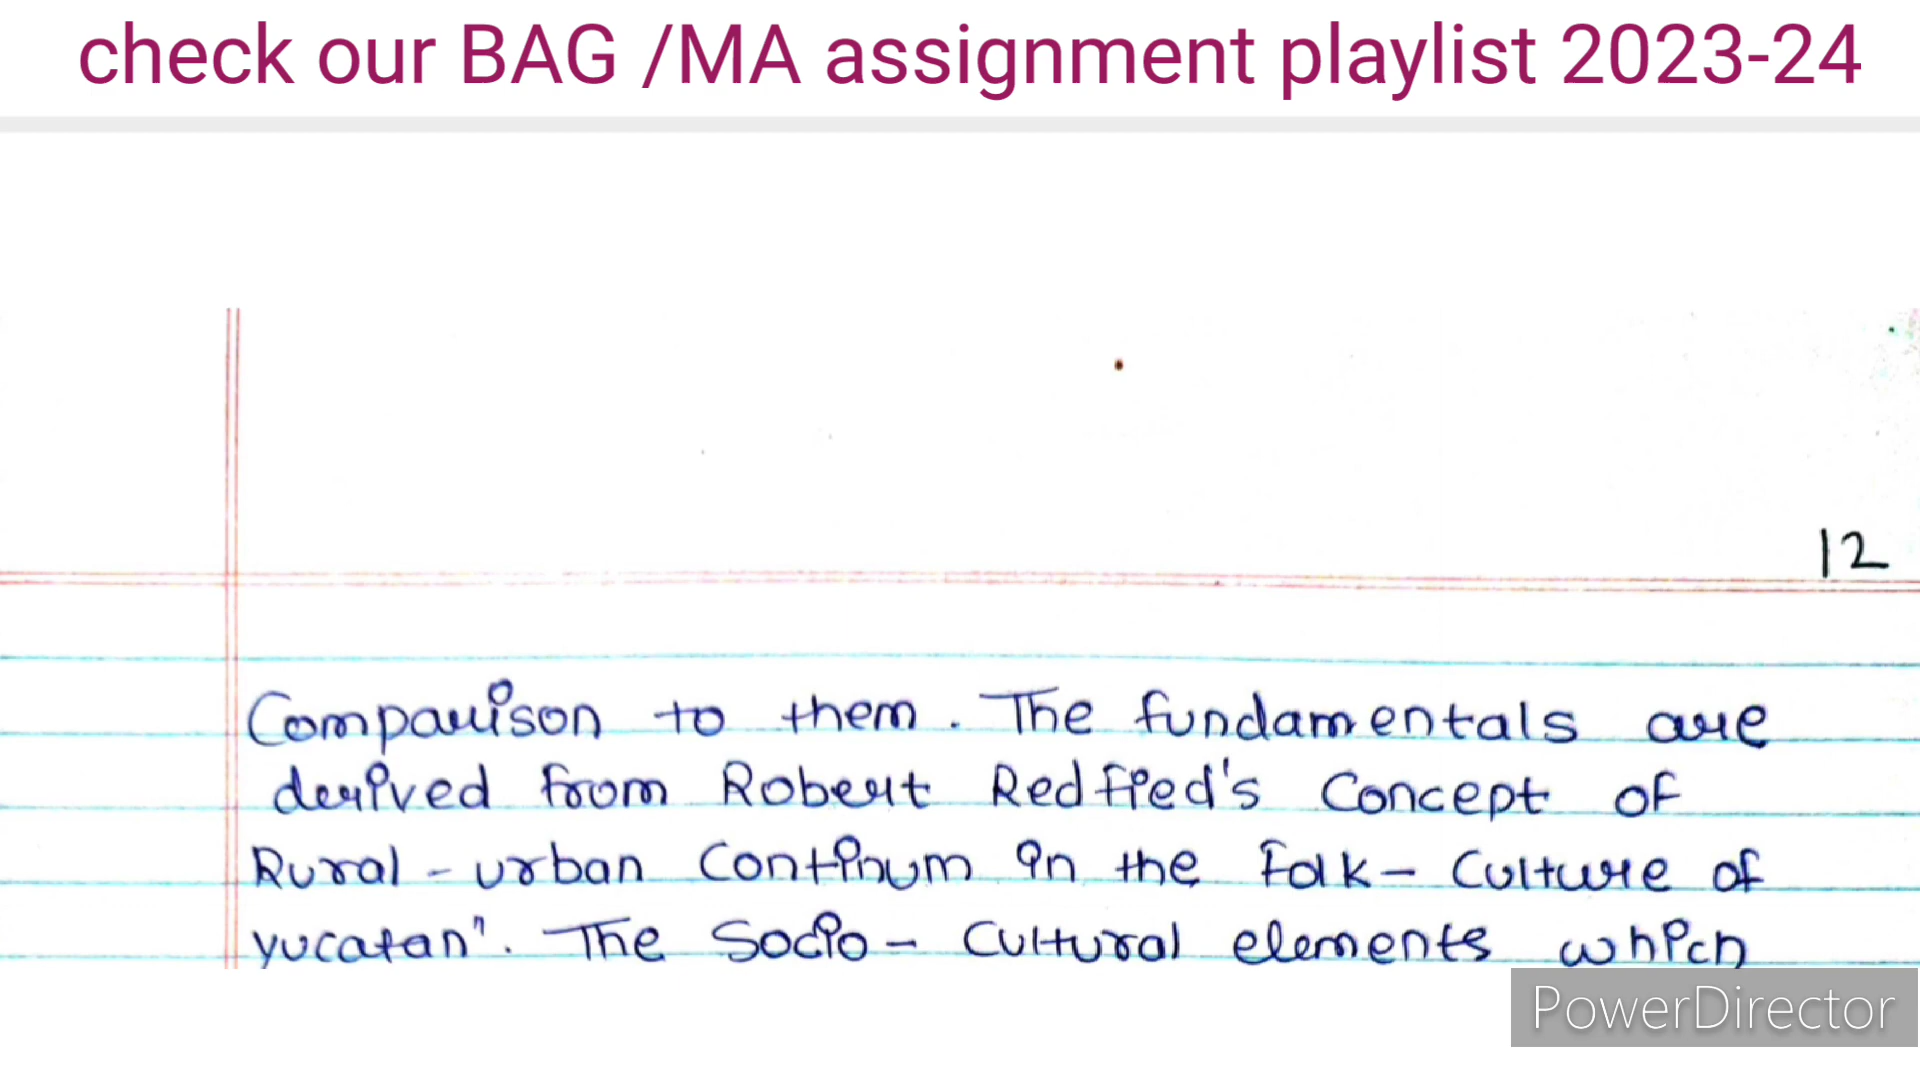 check our BAG /MA assignment playlist 2023-24
12
Comparison to them. The fundamentals are
derived from Robert Redfied's Concept of
Rural - urban Continum in the Folk - Culture of
yucatan". The Socio - Cultural elements which
PowerDirector